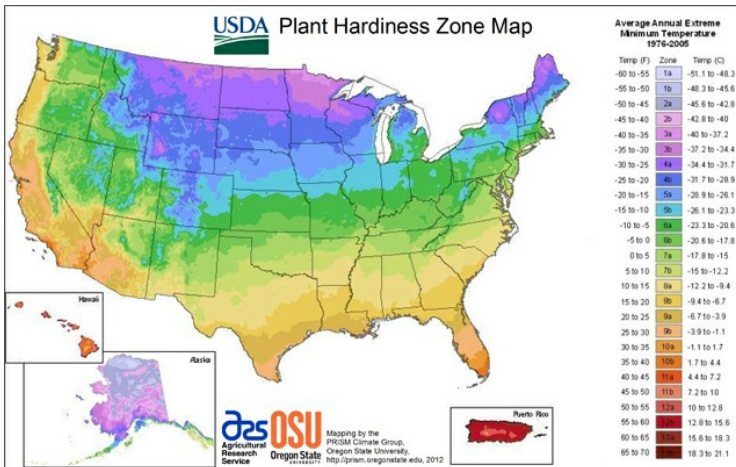 USDA
Plant Hardiness Zone Map
Average Annual Extreme
Minimum Temperature
1976-2005
Temp (F) Zone Temp (C)
-60 to -55 1a -51.1 to -48.3
-55 to -50 1b -48.3 to -45.6
-50 to -45 2a -45.6 to -42.8
-45 to -40 2b -42.8 to -40
-40 to -35 3a -40 to -37.2
-35 to -30 3b -37.2 to -34.4
-30 to -25 4a -34.4 to -31.7
-25 to -20 4b -31.7 to -28.9
-20 to -15 5a -28.9 to -26.1
-15 to -10 5b -26.1 to -23.3
-10 to -5 6a -23.3 to -20.6
-5 to 0 6b -20.6 to -17.8
0 to 5 7a -17.8 to -15
5 to 10 7b -15 to -12.2
10 to 15 8a -12.2 to -9.4
15 to 20 8b -9.4 to -6.7
20 to 25 9a -6.7 to -3.9
25 to 30 9b -3.9 to -1.1
30 to 35 10a -1.1 to 1.7
35 to 40 10b 1.7 to 4.4
40 to 45 11a 4.4 to 7.2
45 to 50 11b 7.2 to 10
50 to 55 12a 10 to 12.8
55 to 60 12.8 to 15.6
60 to 65 15.6 to 18.3
65 to 70 18.3 to 21.1
Hawaii
Alaska
Puerto Rico
ars
Agricultural
Research
Service
OSU
Oregon State
UNIVERSITY
Mapping by the
PRISM Climate Group,
Oregon State University,
http://prism.oregonstate.edu, 2012